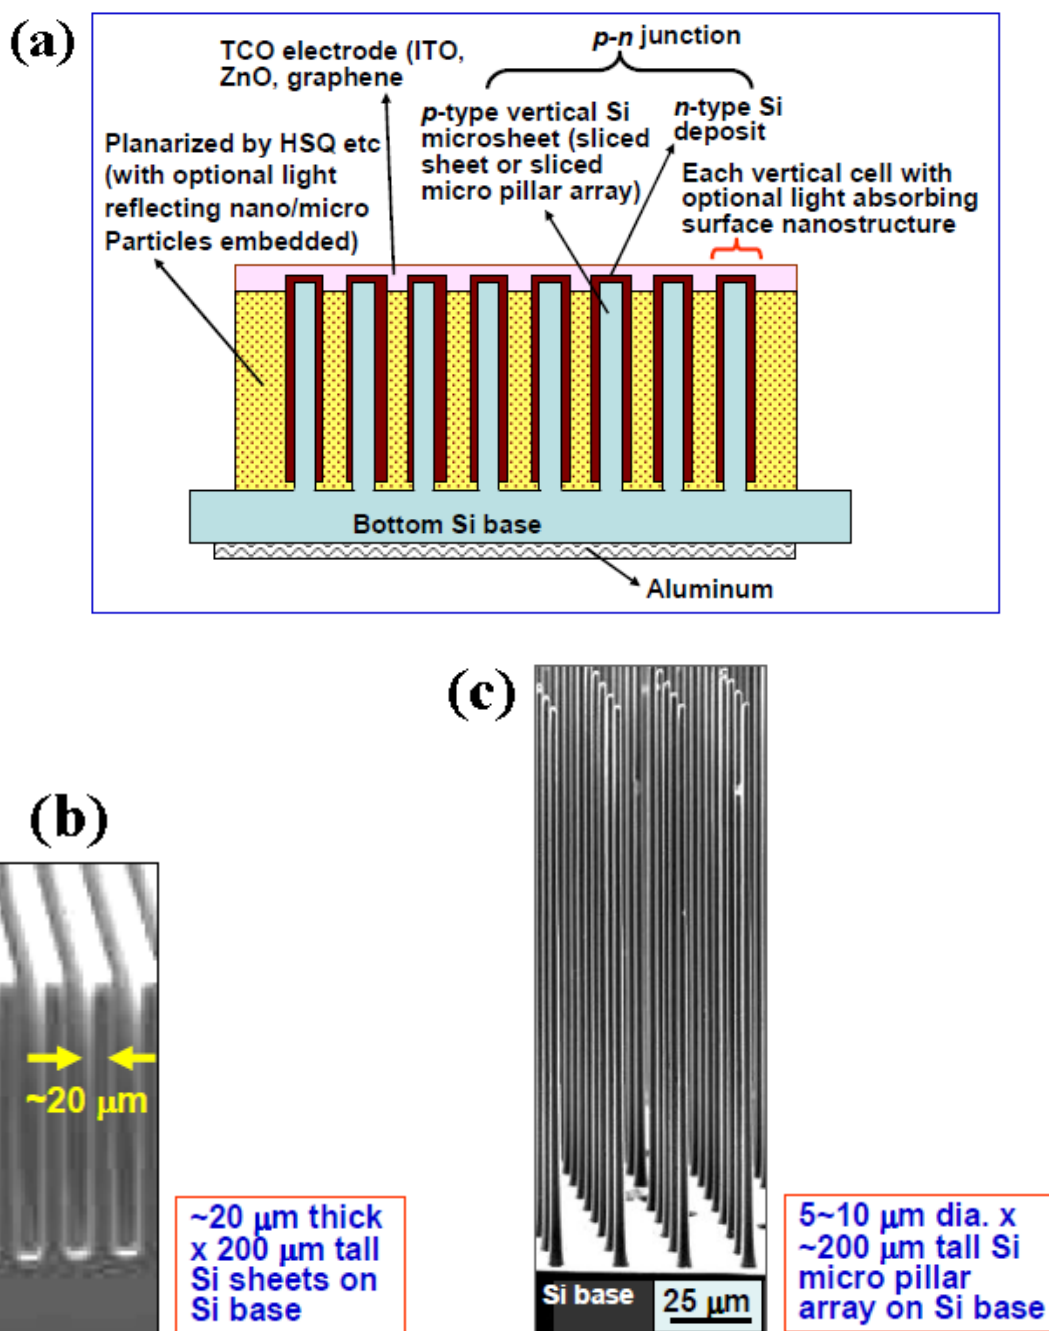 (a)
TCO electrode (ITO,
ZnO, graphene
p-n junction
p-type vertical Si
microsheet (sliced
sheet or sliced
micro pillar array)
n-type Si
deposit
Planarized by HSQ etc
(with optional light
reflecting nano/micro
Particles embedded)
Each vertical cell with
optional light absorbing
surface nanostructure
Bottom Si base
Aluminum
(b)
~20 μm
~20 μm thick
x 200 μm tall
Si sheets on
Si base
(c)
Si base
25 μm
5~10 μm dia. x
~200 μm tall Si
micro pillar
array on Si base